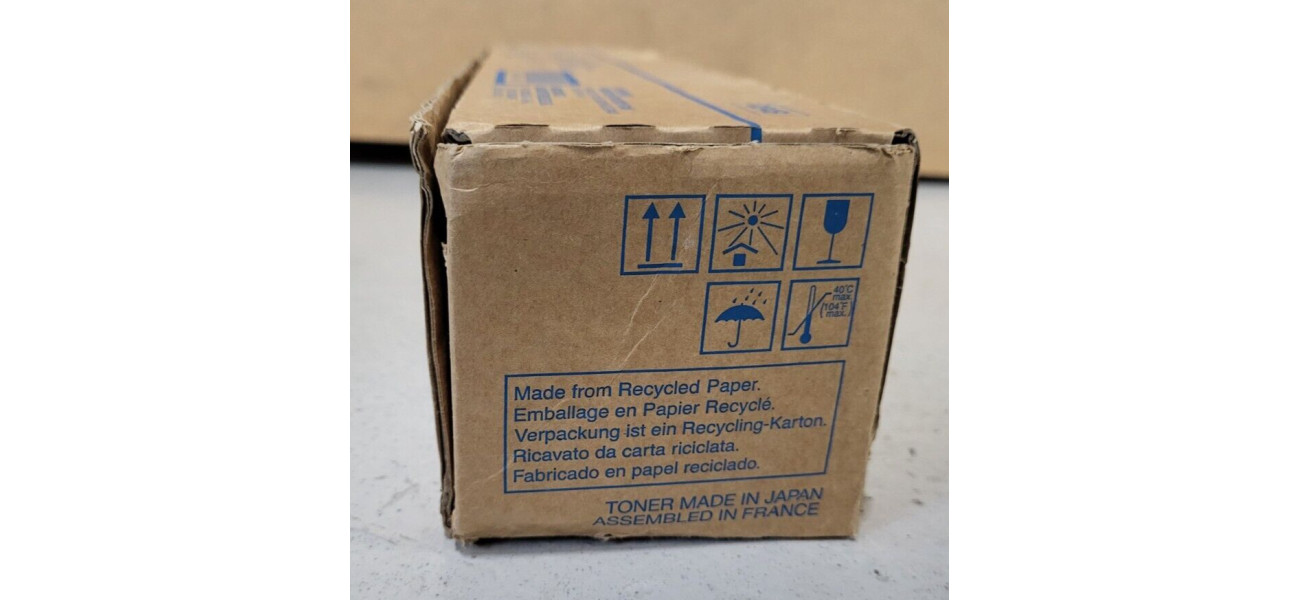 40°C
max.
(104°F
max.)
Made from Recycled Paper.
Emballage en Papier Recyclé.
Verpackung ist ein Recycling-Karton.
Ricavato da carta riciclata.
Fabricado en papel reciclado.
TONER MADE IN JAPAN
ASSEMBLED IN FRANCE